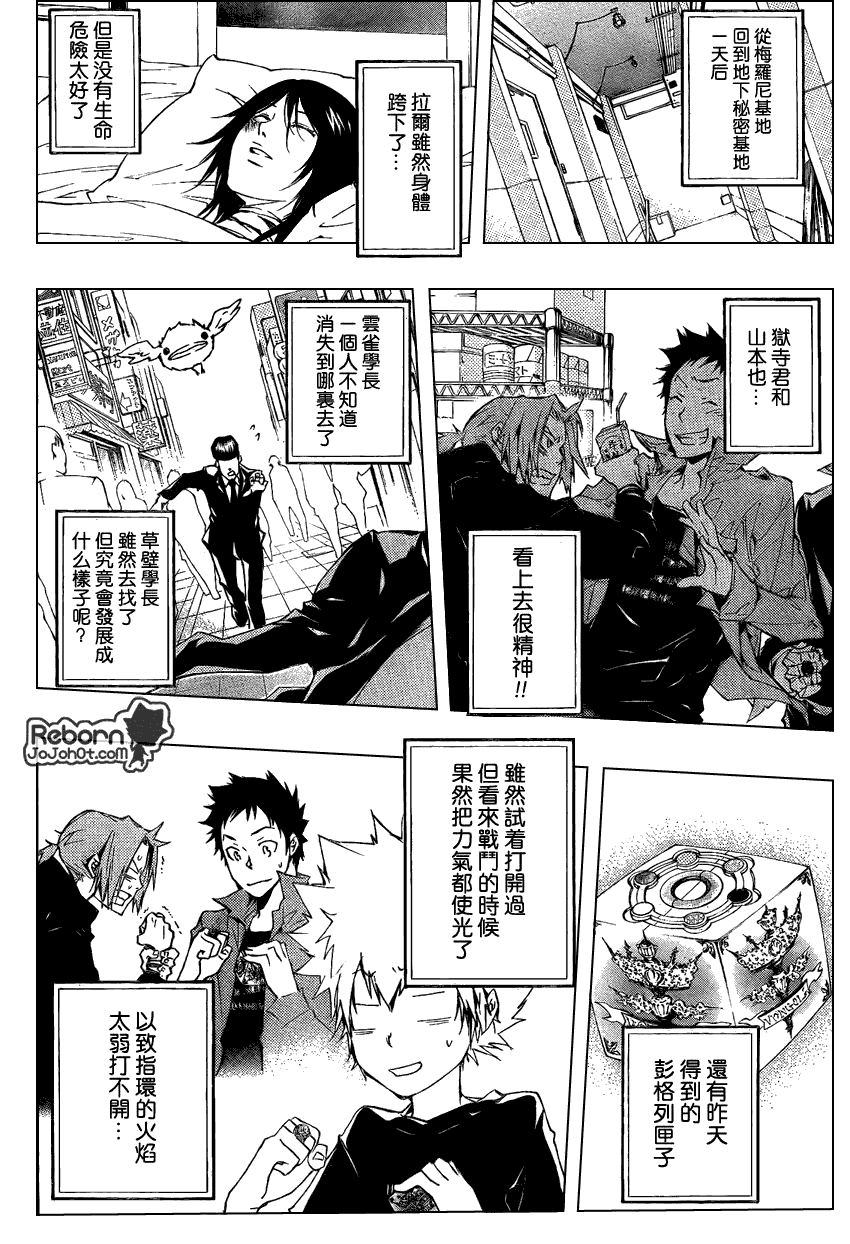 從梅羅尼基地
回到地下秘密基地
一天后
拉爾雖然身體
跨下了…
但是没有生命
危險太好了
獄寺君和
山本也…
看上去很精神!!
雲雀學長
一個人不知道
消失到哪裏去了
草壁學長
雖然去找了
但究竟會發展成
什么樣子呢?
還有昨天
得到的
彭格列匣子
雖然試着打開過
但看來戰鬥的時候
果然把力氣都使光了
以致指環的火焰
太弱打不開…
Reborn
JoJoHOt.com